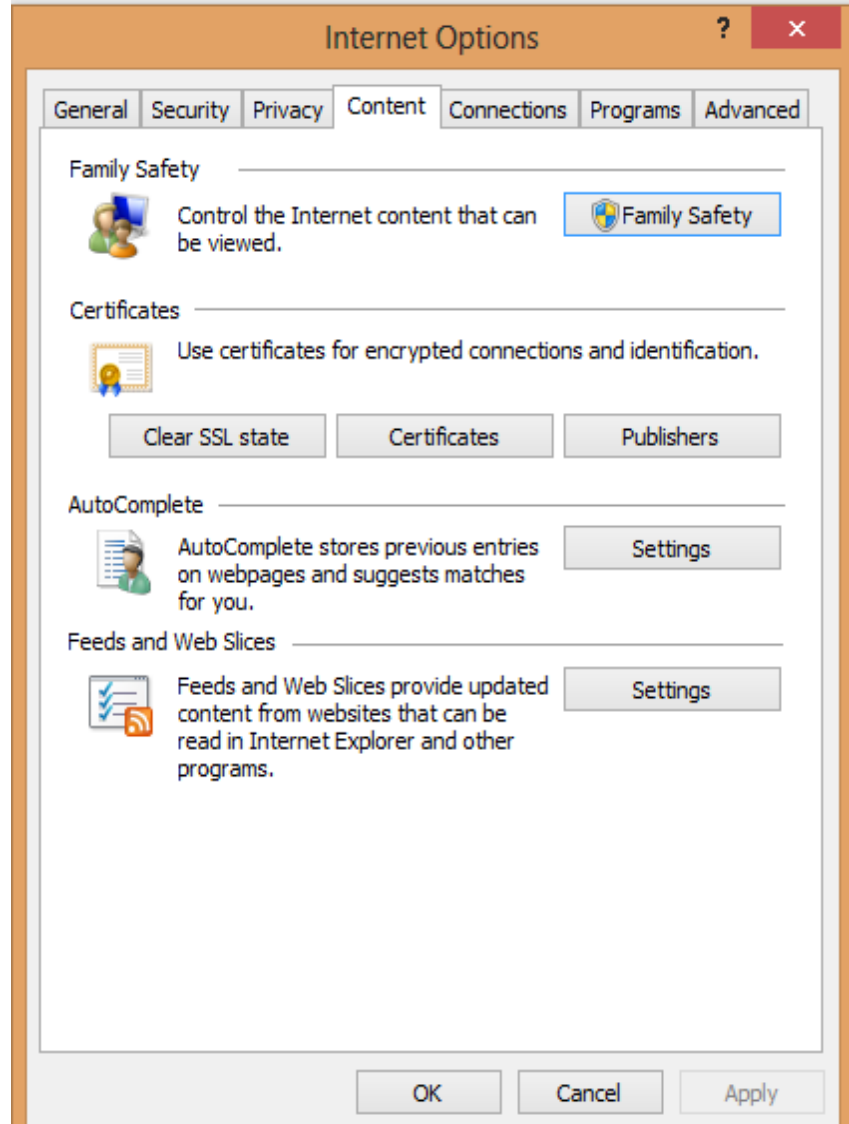 Internet Options
?
×
General Security Privacy Content Connections Programs Advanced
Family Safety
Control the Internet content that can
be viewed.
Family Safety
Certificates
Use certificates for encrypted connections and identification.
Clear SSL state
Certificates
Publishers
AutoComplete
AutoComplete stores previous entries
on webpages and suggests matches
for you.
Settings
Feeds and Web Slices
Feeds and Web Slices provide updated
content from websites that can be
read in Internet Explorer and other
programs.
Settings
OK
Cancel
Apply